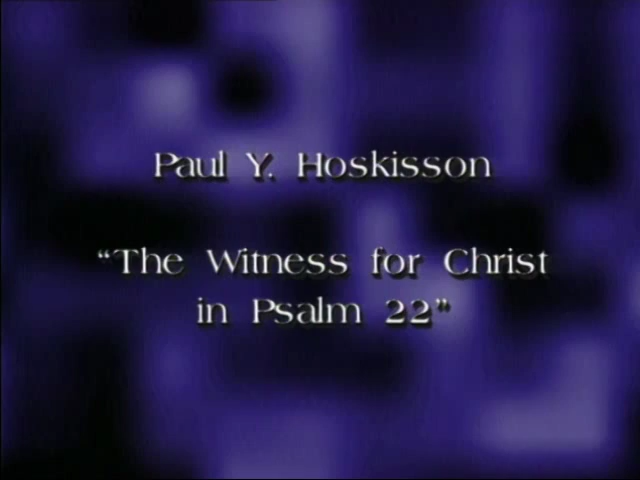 Paul Y. Hoskisson
“The Witness for Christ
in Psalm 22”